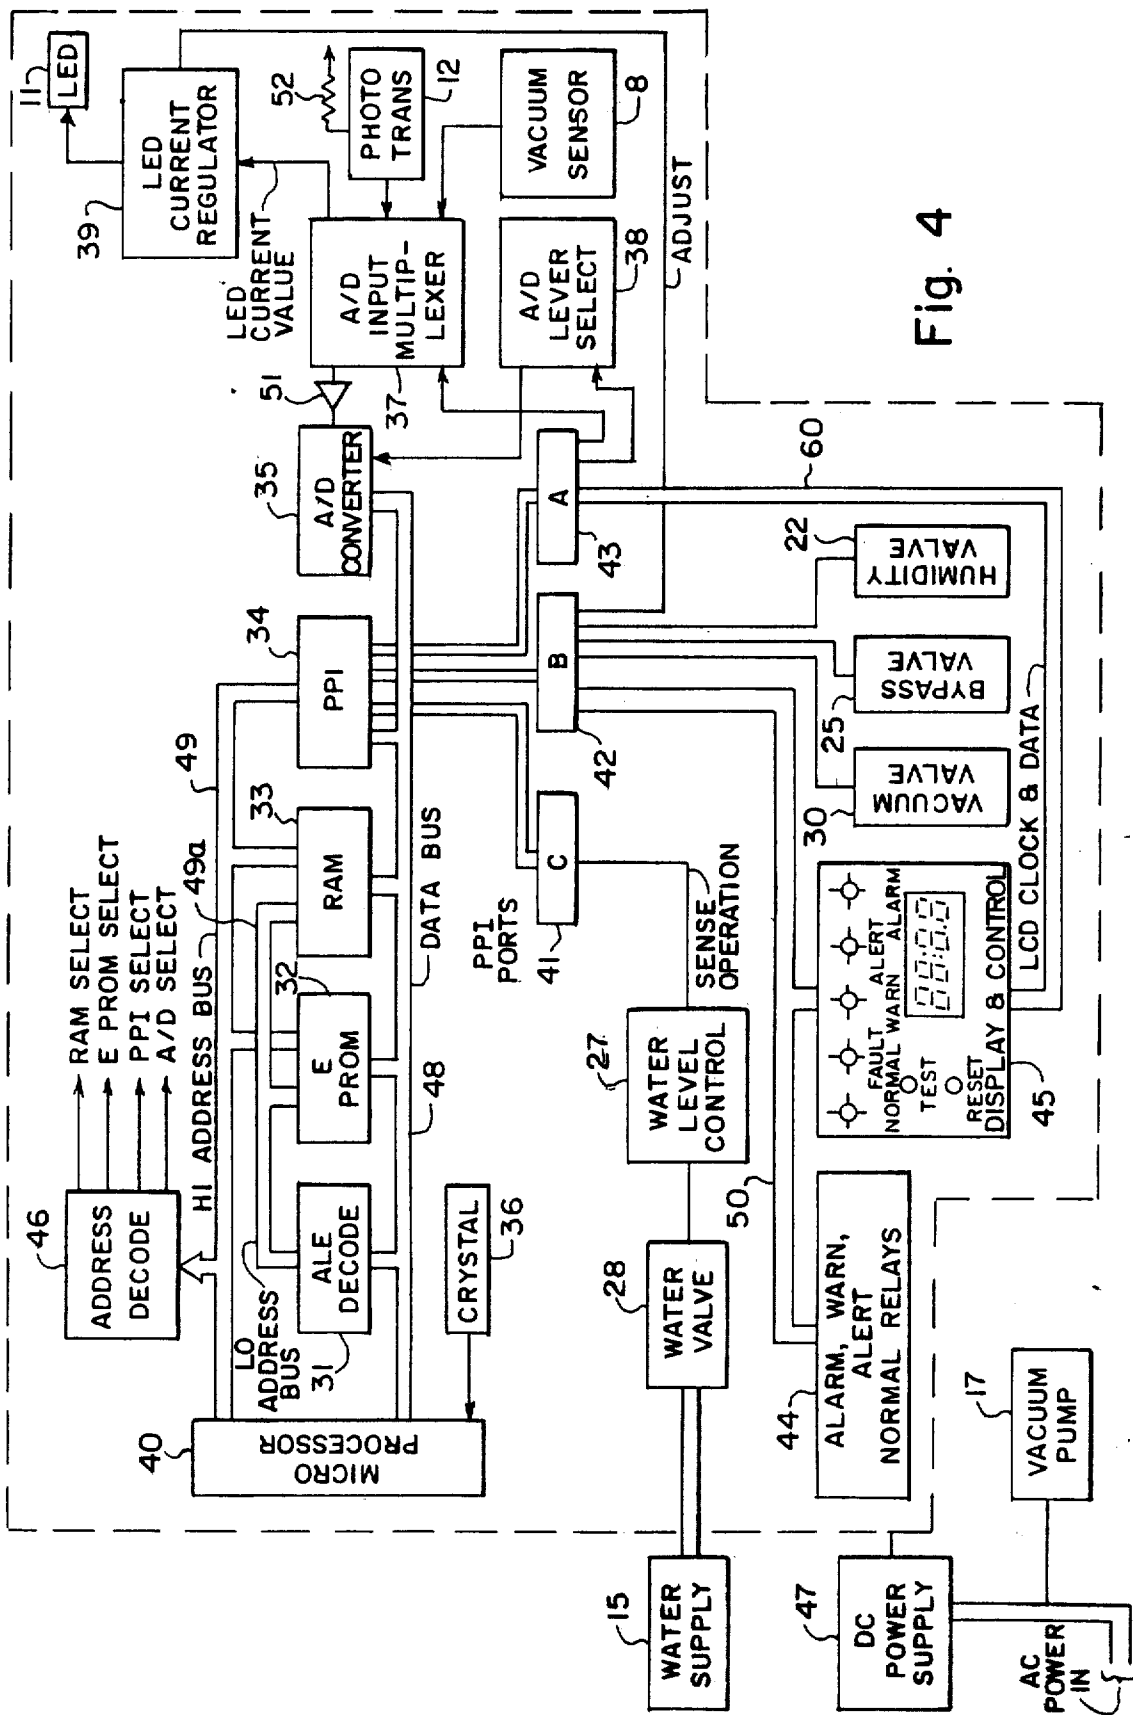 46
ADDRESS
DECODE
RAM SELECT
E PROM SELECT
PPI SELECT
A/D SELECT
HI ADDRESS BUS
49
49a
40
MICRO
PROCESSOR
LO
ADDRESS
BUS
31
ALE
DECODE
32
E
PROM
33
RAM
34
PPI
35
A/D
CONVERTER
51
37
A/D
INPUT
MULTIP-
LEXER
LED
CURRENT
VALUE
39
LED
CURRENT
REGULATOR
11
LED
52
PHOTO
TRANS
12
VACUUM
SENSOR
8
A/D
LEVER
SELECT
38
ADJUST
CRYSTAL
36
48
DATA BUS
PPI
PORTS
41
C
42
B
43
A
SENSE
OPERATION
60
15
WATER
SUPPLY
28
WATER
VALVE
27
WATER
LEVEL
CONTROL
50
44
ALARM, WARN,
ALERT
NORMAL RELAYS
FAULT ALERT
NORMAL WARN ALARM
TEST
88:8.8
RESET
DISPLAY & CONTROL
45
30
VACUUM
VALVE
25
BYPASS
VALVE
22
HUMIDITY
VALVE
LCD CLOCK & DATA
47
DC
POWER
SUPPLY
17
VACUUM
PUMP
AC
POWER
IN
Fig. 4